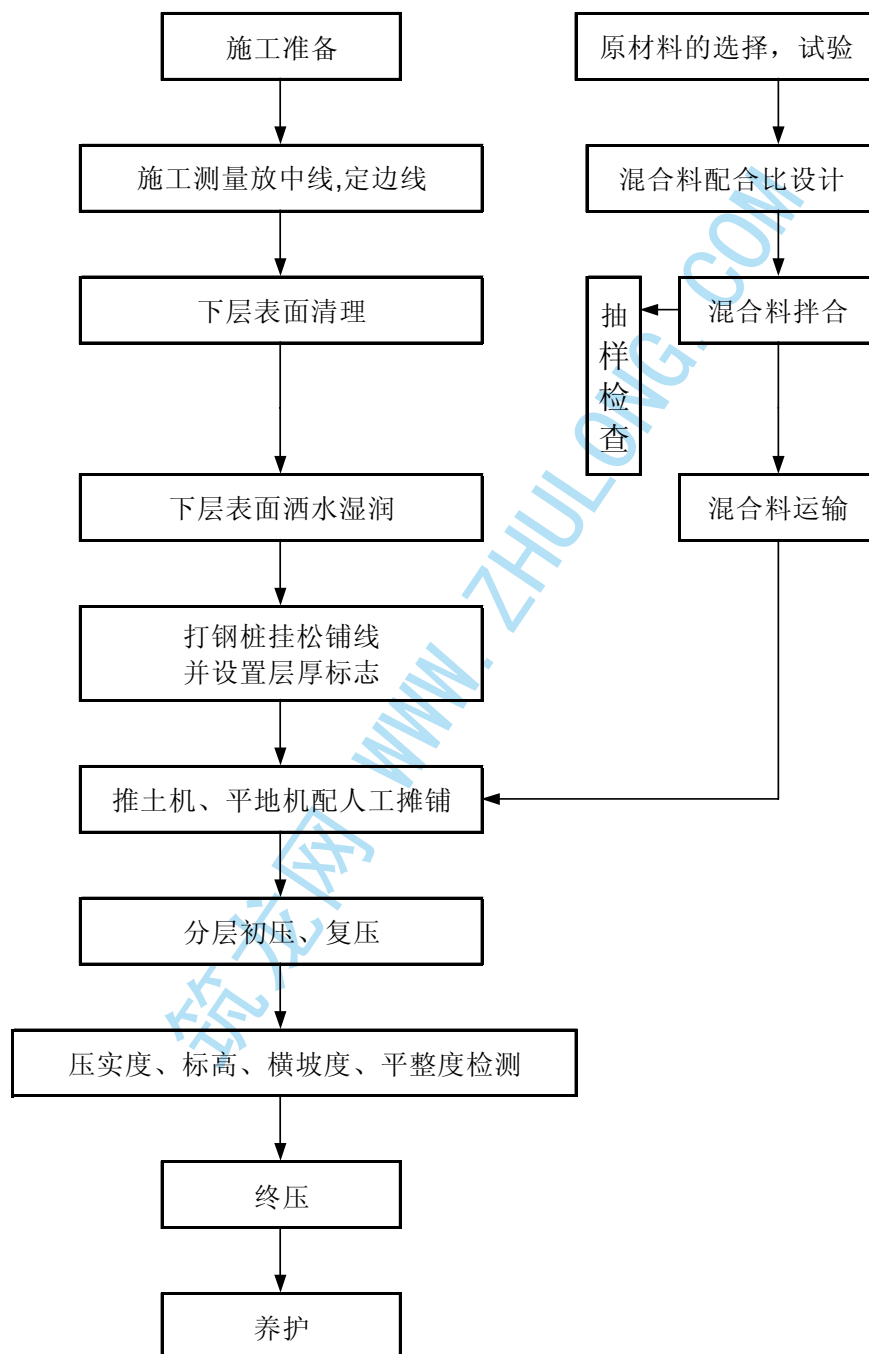 施工准备
原材料的选择，试验
施工测量放中线,定边线
混合料配合比设计
下层表面清理
抽样检查
混合料拌合
下层表面洒水湿润
混合料运输
打钢桩挂松铺线
并设置层厚标志
推土机、平地机配人工摊铺
分层初压、复压
压实度、标高、横坡度、平整度检测
终压
养护
筑龙网 WWW.ZHULONG.COM